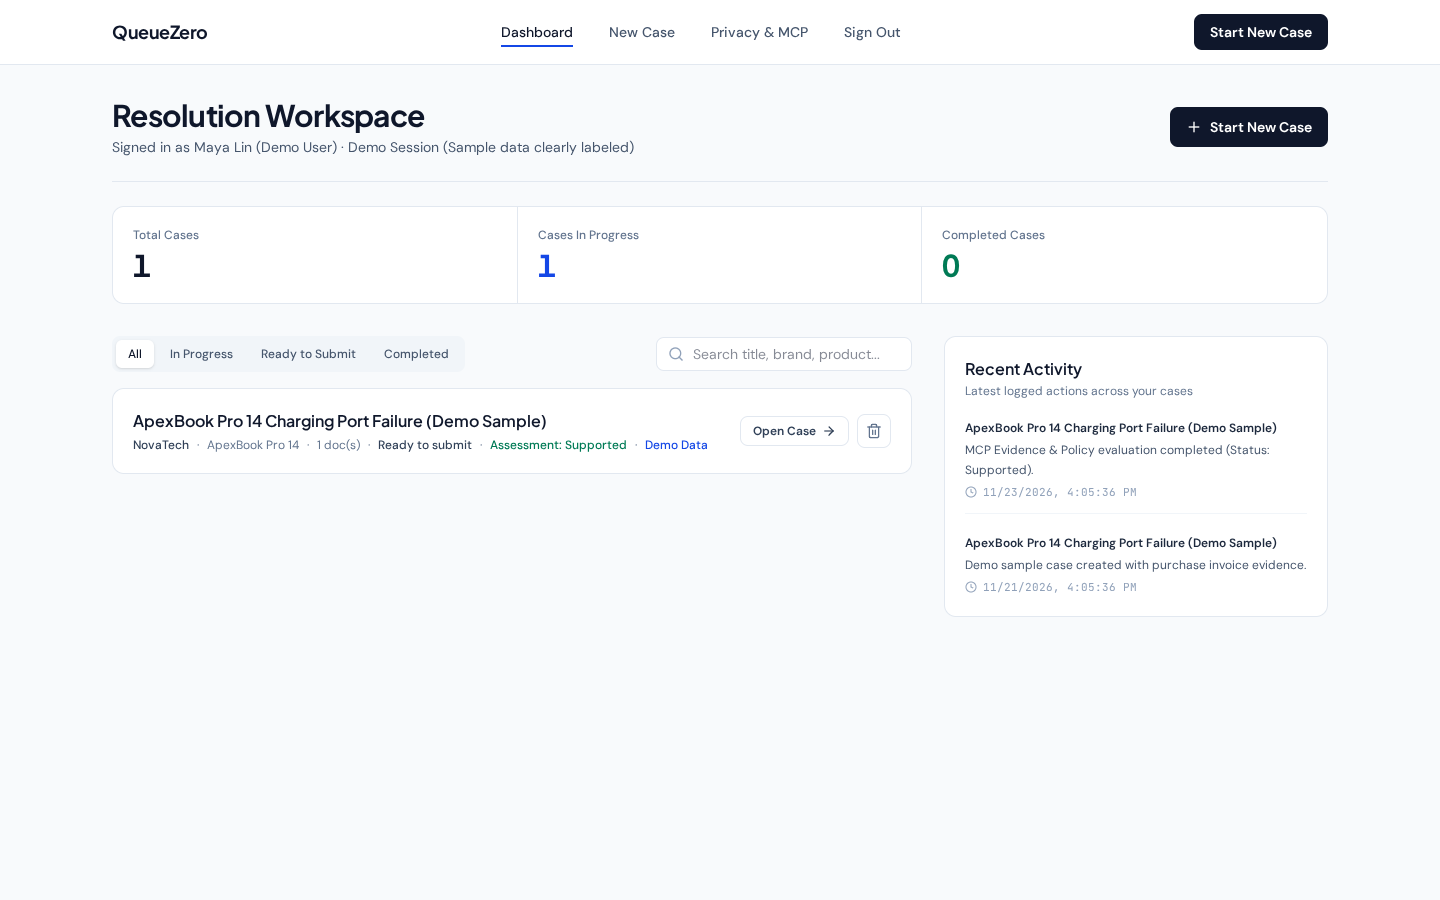 QueueZero
Dashboard
New Case
Privacy & MCP
Sign Out
Start New Case
Resolution Workspace
Signed in as Maya Lin (Demo User) · Demo Session (Sample data clearly labeled)
Start New Case
Total Cases
1
Cases In Progress
1
Completed Cases
0
All
In Progress
Ready to Submit
Completed
Search title, brand, product...
ApexBook Pro 14 Charging Port Failure (Demo Sample)
NovaTech · ApexBook Pro 14 · 1 doc(s) · Ready to submit · Assessment: Supported · Demo Data
Open Case
Recent Activity
Latest logged actions across your cases
ApexBook Pro 14 Charging Port Failure (Demo Sample)
MCP Evidence & Policy evaluation completed (Status:
Supported).
11/23/2026, 4:05:36 PM
ApexBook Pro 14 Charging Port Failure (Demo Sample)
Demo sample case created with purchase invoice evidence.
11/21/2026, 4:05:36 PM